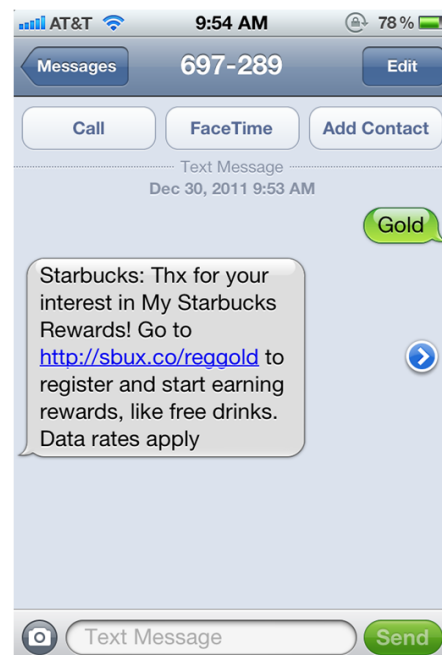 AT&T 9:54 AM 78%
Messages 697-289 Edit
Call FaceTime Add Contact
Text Message
Dec 30, 2011 9:53 AM
Gold
Starbucks: Thx for your
interest in My Starbucks
Rewards! Go to
http://sbux.co/reggold to
register and start earning
rewards, like free drinks.
Data rates apply
Text Message Send